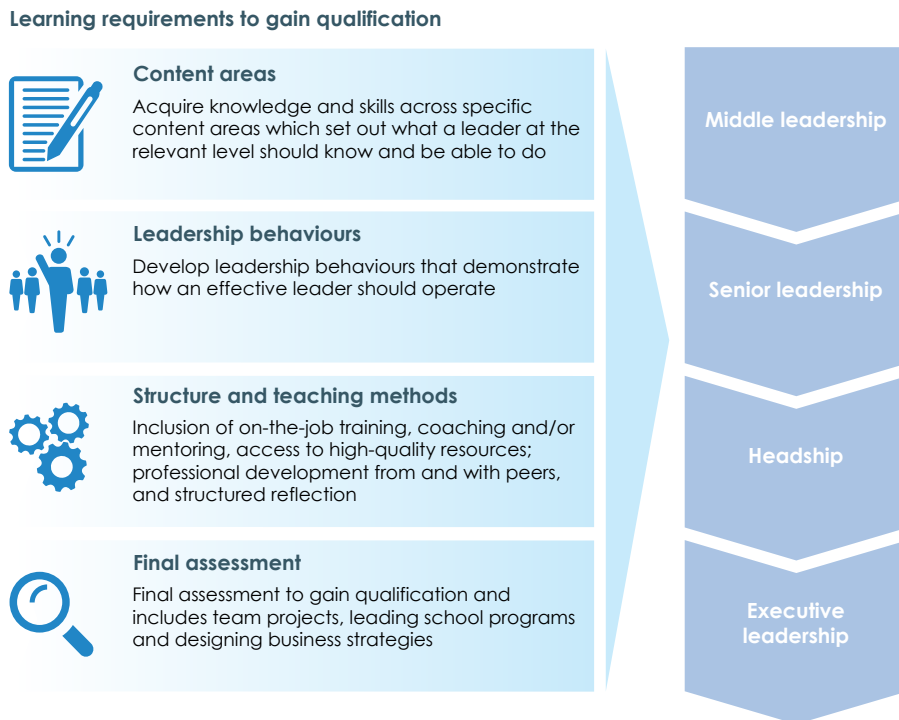 Learning requirements to gain qualification
Content areas
Acquire knowledge and skills across specific
content areas which set out what a leader at the
relevant level should know and be able to do
Leadership behaviours
Develop leadership behaviours that demonstrate
how an effective leader should operate
Structure and teaching methods
Inclusion of on-the-job training, coaching and/or
mentoring, access to high-quality resources;
professional development from and with peers,
and structured reflection
Final assessment
Final assessment to gain qualification and
includes team projects, leading school programs
and designing business strategies
Middle leadership
Senior leadership
Headship
Executive
leadership